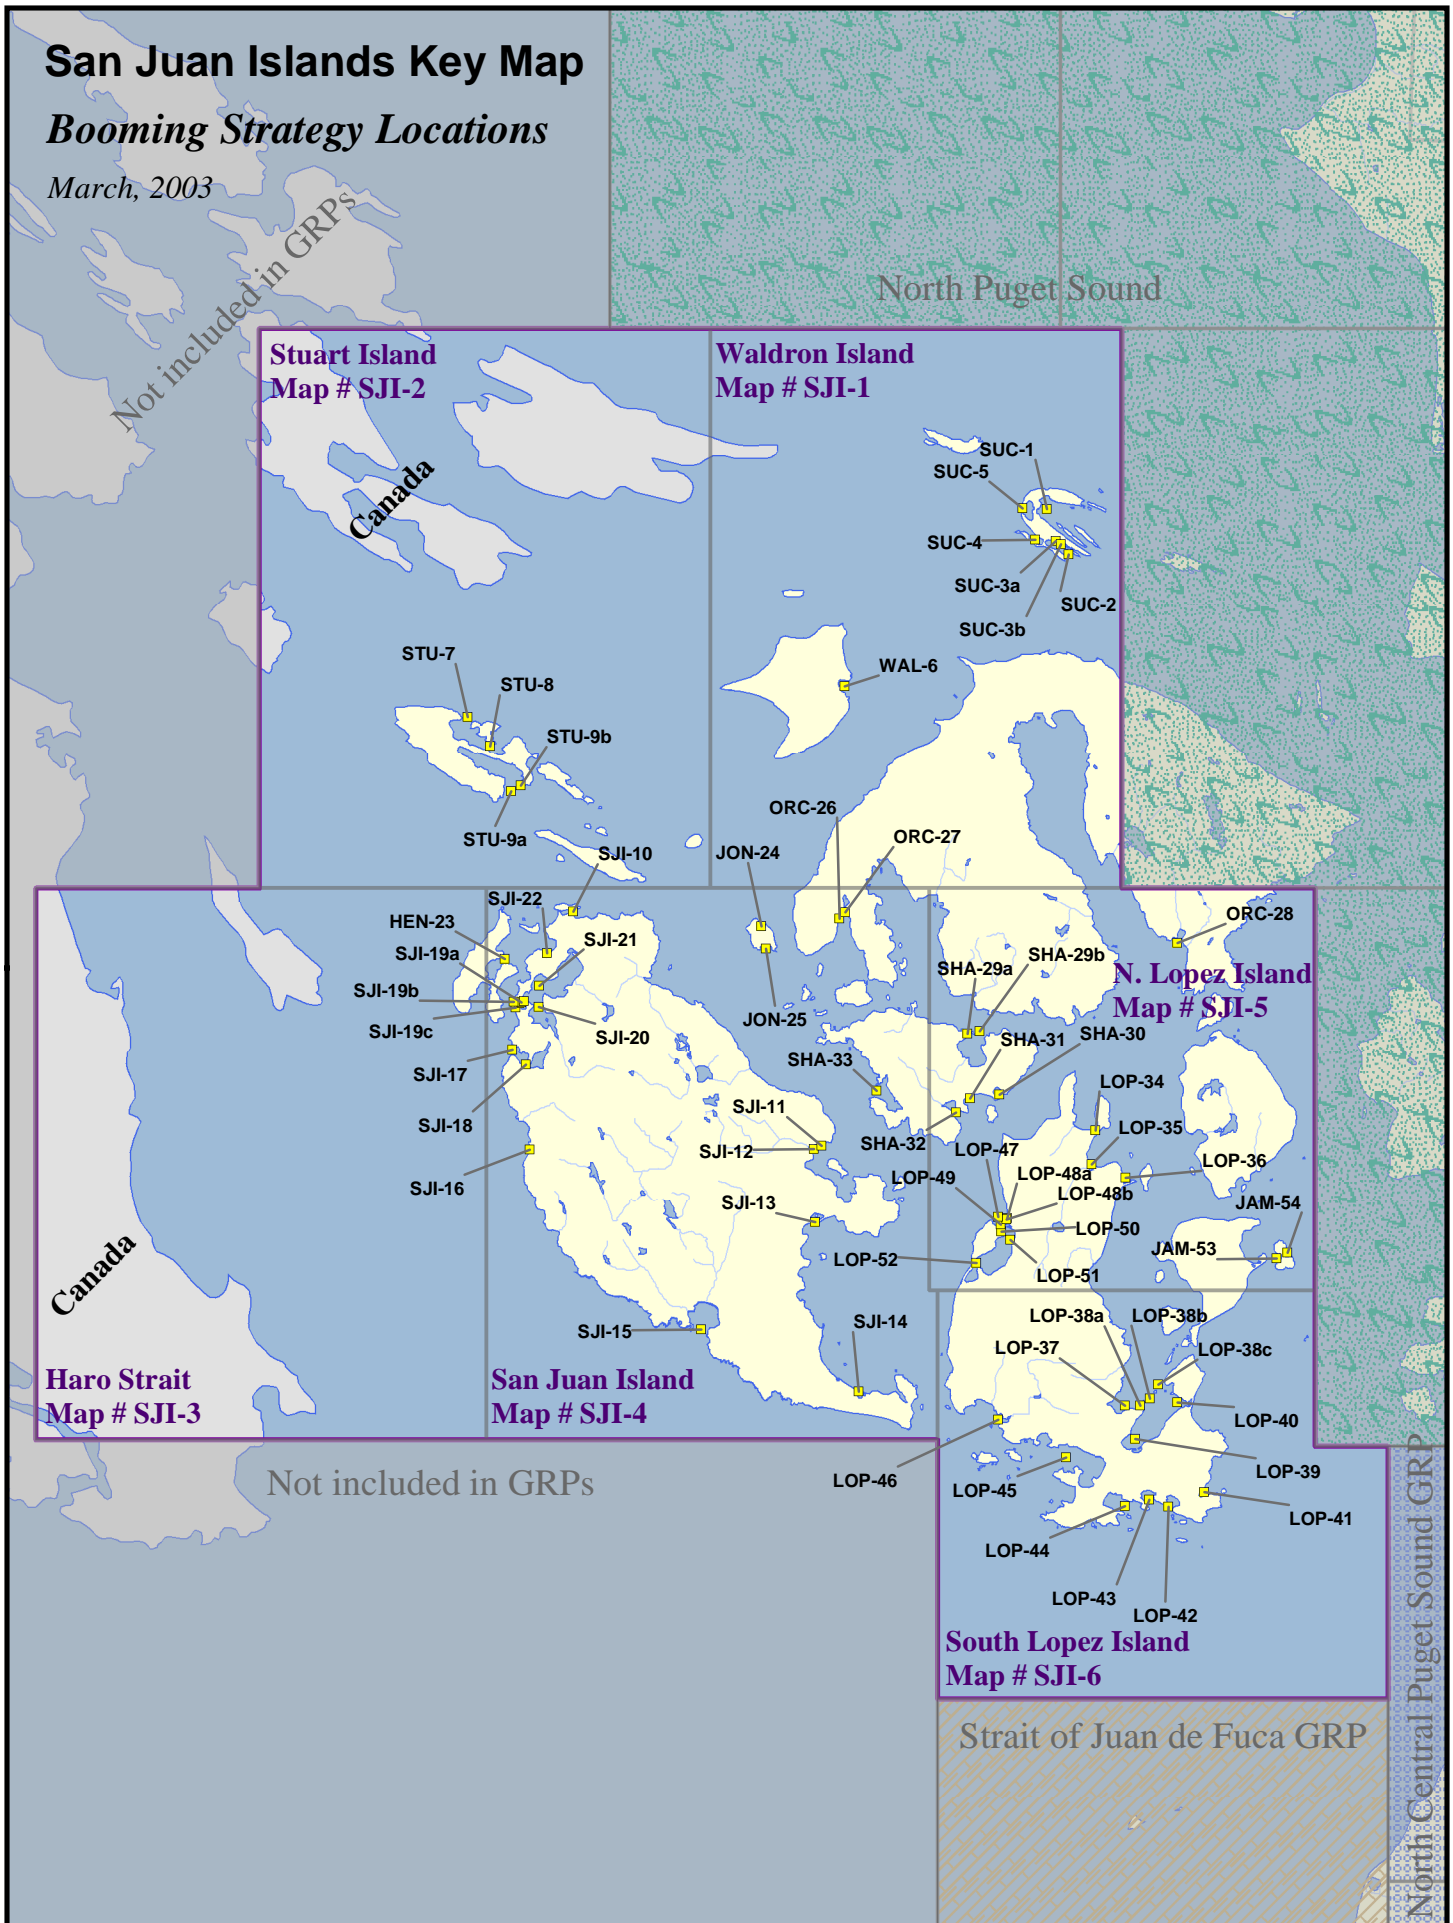 San Juan Islands Key Map
Booming Strategy Locations
March, 2003
Not included in GRPs
North Puget Sound
Stuart Island
Map # SJI-2
Waldron Island
Map # SJI-1
Canada
SUC-1
SUC-5
SUC-4
SUC-3a
SUC-2
SUC-3b
WAL-6
STU-7
STU-8
STU-9b
STU-9a
ORC-26
ORC-27
JON-24
SJI-10
SJI-22
HEN-23
SJI-21
SJI-19a
SJI-19b
SJI-19c
SJI-20
JON-25
ORC-28
SHA-29b
SHA-29a
N. Lopez Island
Map # SJI-5
SHA-30
SHA-31
SHA-33
SJI-17
SJI-18
SJI-11
SJI-12
SHA-32
LOP-34
LOP-35
LOP-47
LOP-36
LOP-48a
LOP-49
LOP-48b
SJI-16
SJI-13
JAM-54
LOP-50
JAM-53
LOP-52
LOP-51
Canada
SJI-15
SJI-14
LOP-38a
LOP-38b
LOP-37
LOP-38c
Haro Strait
Map # SJI-3
San Juan Island
Map # SJI-4
LOP-40
LOP-39
LOP-46
LOP-45
LOP-41
LOP-44
LOP-43
LOP-42
Not included in GRPs
South Lopez Island
Map # SJI-6
Strait of Juan de Fuca GRP
North Central Puget Sound GRP